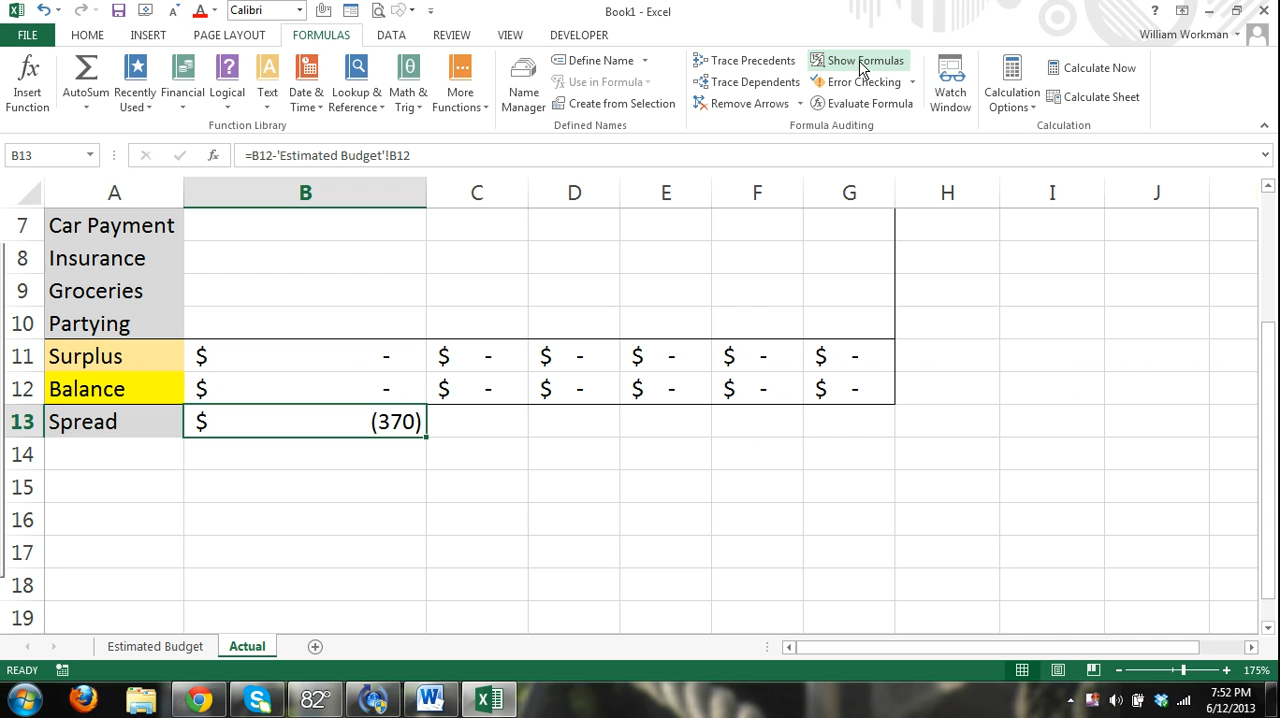 Calibri
Book1 - Excel
?
FILE
HOME
INSERT
PAGE LAYOUT
FORMULAS
DATA
REVIEW
VIEW
DEVELOPER
William Workman
fx
Insert
Function
AutoSum
Recently
Used
Financial
Logical
Text
Date &
Time
Lookup &
Reference
Math &
Trig
More
Functions
Function Library
Name
Manager
Define Name
Use in Formula
Create from Selection
Defined Names
Trace Precedents
Trace Dependents
Remove Arrows
Show Formulas
Error Checking
Evaluate Formula
Formula Auditing
Watch
Window
Calculation
Options
Calculate Now
Calculate Sheet
Calculation
B13
fx
=B12-'Estimated Budget'!B12
A B C D E F G H I J
7 Car Payment
8 Insurance
9 Groceries
10 Partying
11 Surplus $ - $ - $ - $ - $ - $ -
12 Balance $ - $ - $ - $ - $ - $ -
13 Spread $ (370)
14
15
16
17
18
19
Estimated Budget
Actual
READY
175%
82°
7:52 PM
6/12/2013